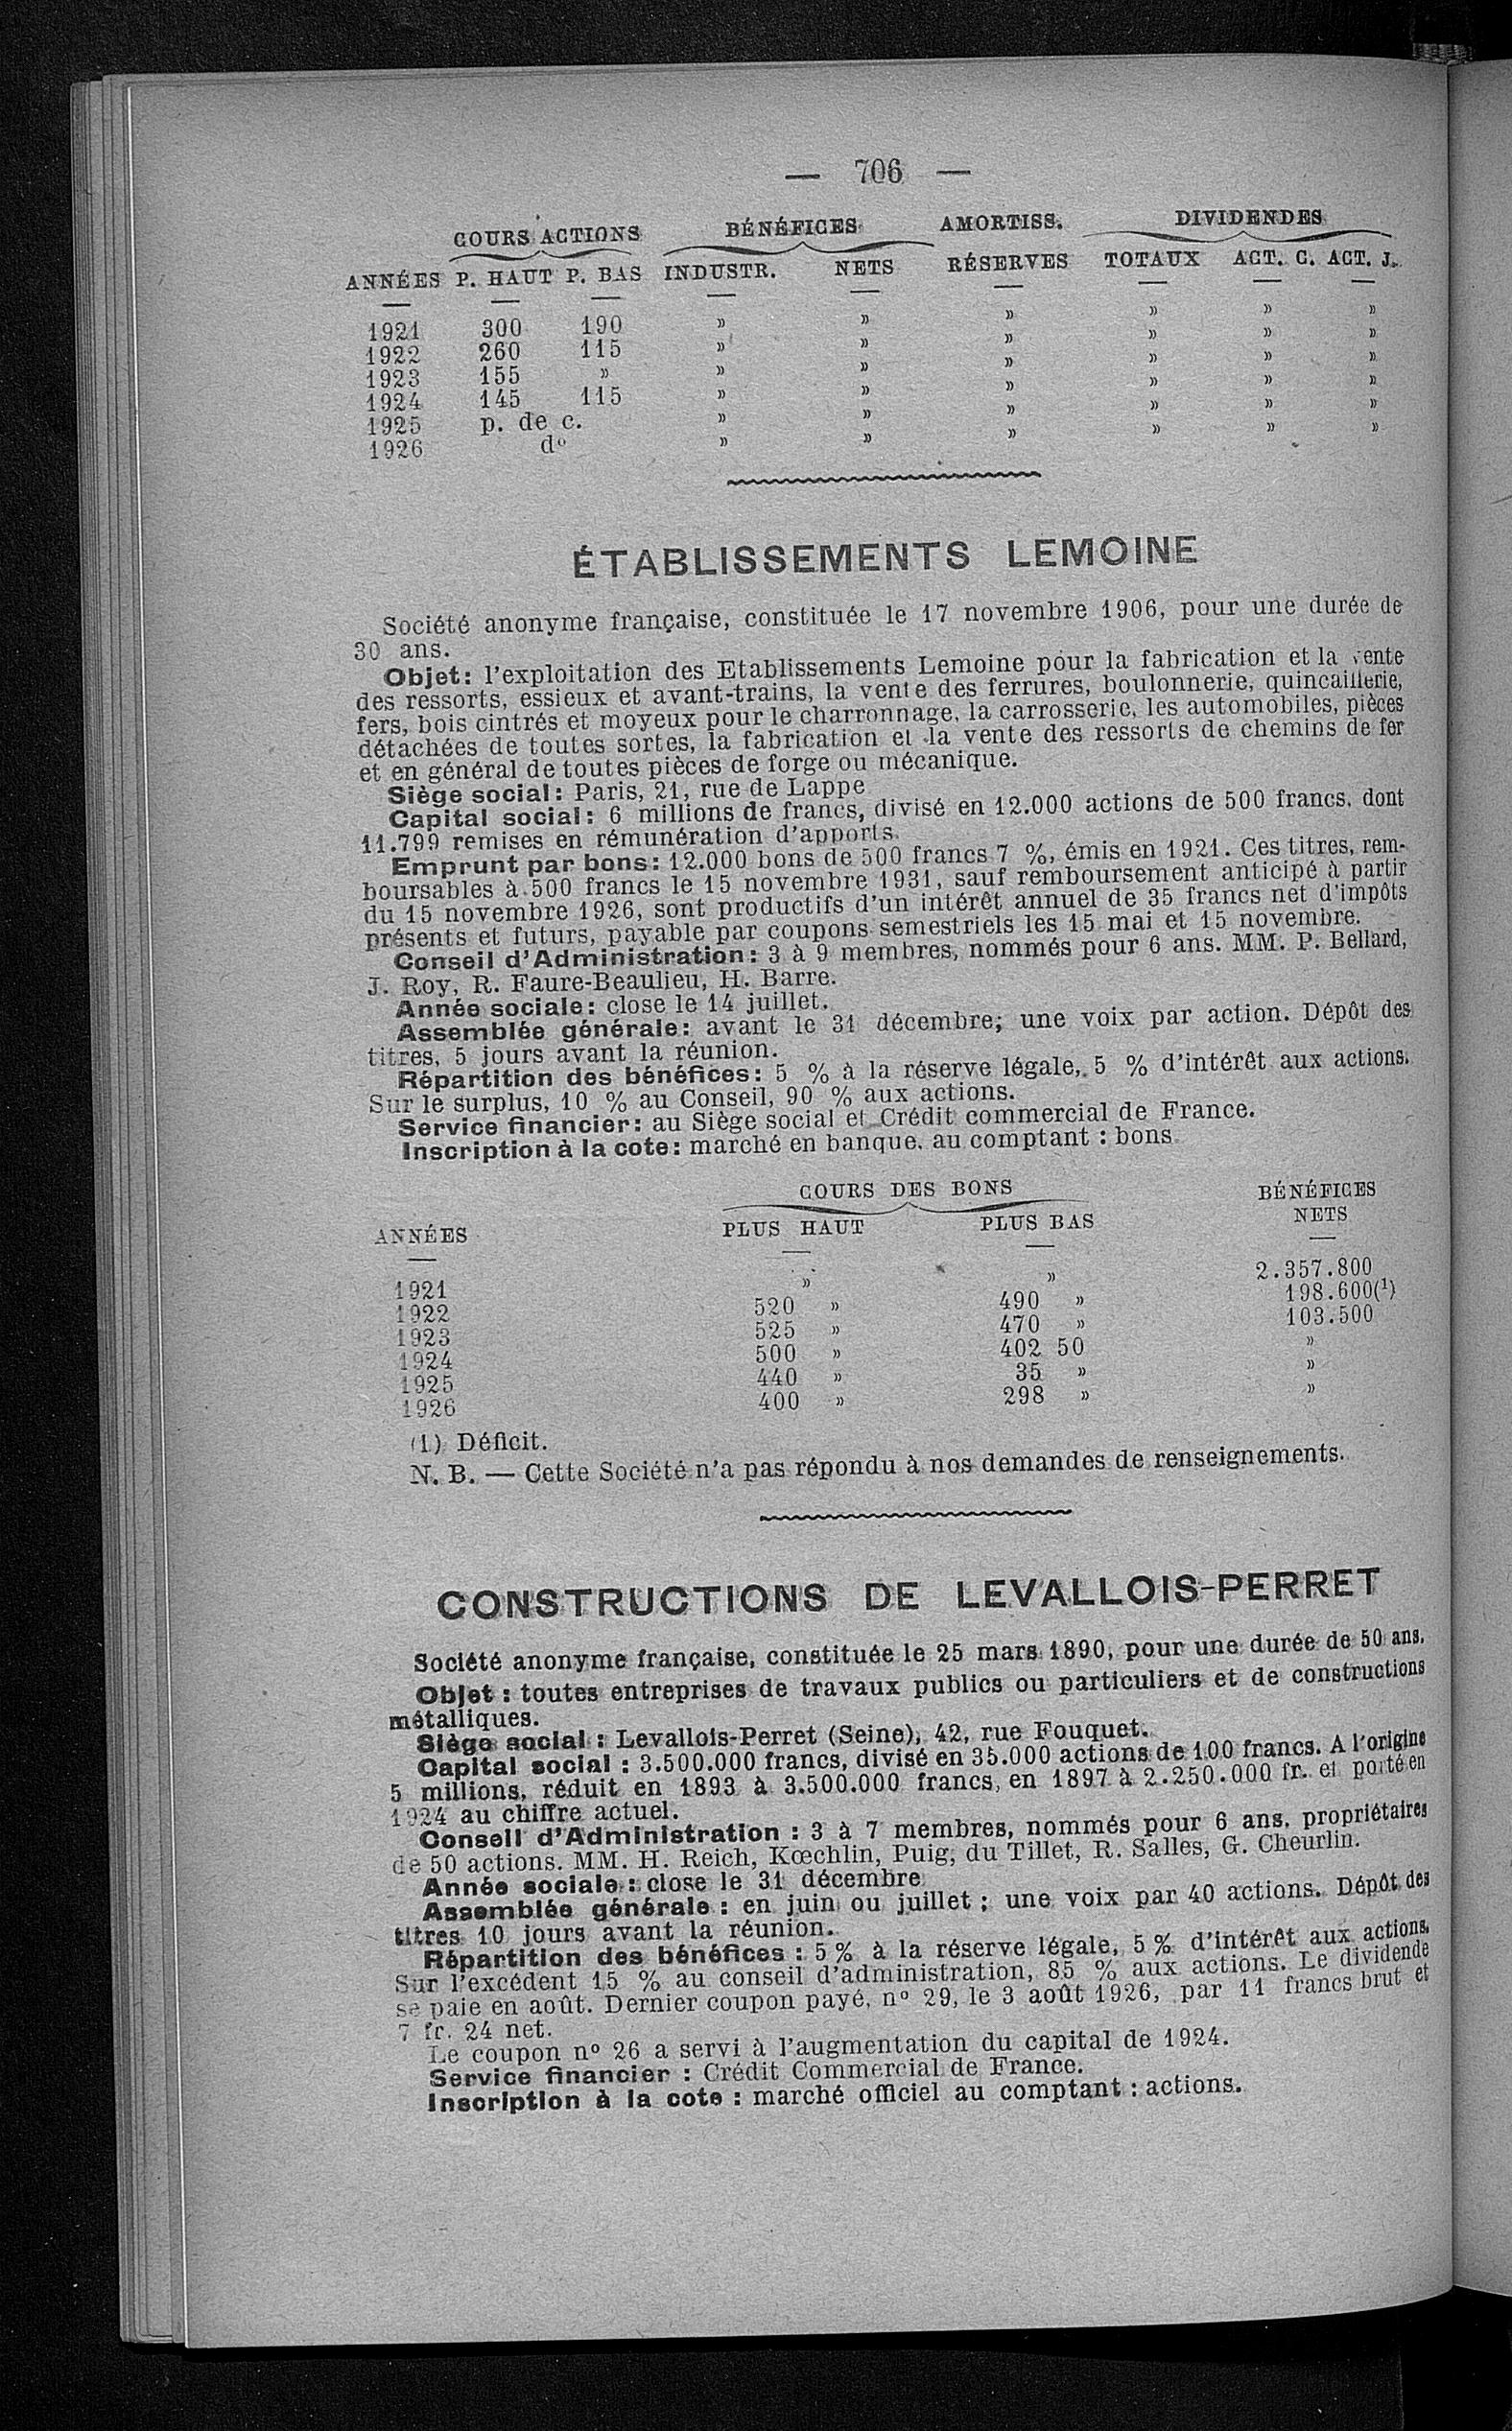 — 706 —
COURS ACTIONS BÉNÉFICES AMORTISS. DIVIDENDES
ANNÉES P. HAUT P. BAS INDUSTR. NETS RÉSERVES TOTAUX ACT. C. ACT. J.
1921 300 190 » » » » » »
1922 260 115 » » » » » »
1923 155 » » » » » » »
1924 145 115 » » » » » »
1925 p. de c. » » » » » »
1926 dº » » » » » »
ÉTABLISSEMENTS LEMOINE
Société anonyme française, constituée le 17 novembre 1906, pour une durée de
30 ans.
Objet: l'exploitation des Etablissements Lemoine pour la fabrication et la vente
des ressorts, essieux et avant-trains, la vente des ferrures, boulonnerie, quincaillerie,
fers, bois cintrés et moyeux pour le charronnage, la carrosserie, les automobiles, pièces
détachées de toutes sortes, la fabrication et la vente des ressorts de chemins de fer
et en général de toutes pièces de forge ou mécanique.
Siège social: Paris, 21, rue de Lappe
Capital social: 6 millions de francs, divisé en 12.000 actions de 500 francs, dont
11.799 remises en rémunération d'apports.
Emprunt par bons: 12.000 bons de 500 francs 7 %, émis en 1921. Ces titres, rem-
boursables à 500 francs le 15 novembre 1931, sauf remboursement anticipé à partir
du 15 novembre 1926, sont productifs d'un intérêt annuel de 35 francs net d'impôts
présents et futurs, payable par coupons semestriels les 15 mai et 15 novembre.
Conseil d'Administration: 3 à 9 membres, nommés pour 6 ans. MM. P. Bellard,
J. Roy, R. Faure-Beaulieu, H. Barre.
Année sociale: close le 14 juillet.
Assemblée générale: avant le 31 décembre; une voix par action. Dépôt des
titres, 5 jours avant la réunion.
Répartition des bénéfices: 5 % à la réserve légale, 5 % d'intérêt aux actions.
Sur le surplus, 10 % au Conseil, 90 % aux actions.
Service financier: au Siège social et Crédit commercial de France.
Inscription à la cote: marché en banque, au comptant : bons.
COURS DES BONS BÉNÉFICES
ANNÉES PLUS HAUT PLUS BAS NETS
1921 » » 2.357.800
1922 520 » 490 » 198.600(1)
1923 525 » 470 » 103.500
1924 500 » 402 50 »
1925 440 » 35 » »
1926 400 » 298 » »
(1) Déficit.
N. B. — Cette Société n'a pas répondu à nos demandes de renseignements.
CONSTRUCTIONS DE LEVALLOIS-PERRET
Société anonyme française, constituée le 25 mars 1890, pour une durée de 50 ans.
Objet : toutes entreprises de travaux publics ou particuliers et de constructions
métalliques.
Siège social : Levallois-Perret (Seine), 42, rue Fouquet.
Capital social : 3.500.000 francs, divisé en 35.000 actions de 100 francs. A l'origine
5 millions, réduit en 1893 à 3.500.000 francs, en 1897 à 2.250.000 fr. et porté en
1924 au chiffre actuel.
Conseil d'Administration : 3 à 7 membres, nommés pour 6 ans, propriétaires
de 50 actions. MM. H. Reich, Kœchlin, Puig, du Tillet, R. Salles, G. Cheurlin.
Année sociale : close le 31 décembre
Assemblée générale : en juin ou juillet ; une voix par 40 actions. Dépôt des
titres 10 jours avant la réunion.
Répartition des bénéfices : 5 % à la réserve légale, 5 % d'intérêt aux actions.
Sur l'excédent 15 % au conseil d'administration, 85 % aux actions. Le dividende
se paie en août. Dernier coupon payé, nº 29, le 3 août 1926, par 11 francs brut et
7 fr. 24 net.
Le coupon nº 26 a servi à l'augmentation du capital de 1924.
Service financier : Crédit Commercial de France.
Inscription à la cote : marché officiel au comptant : actions.